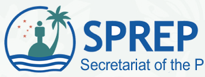 SPREP
Secretariat of the P